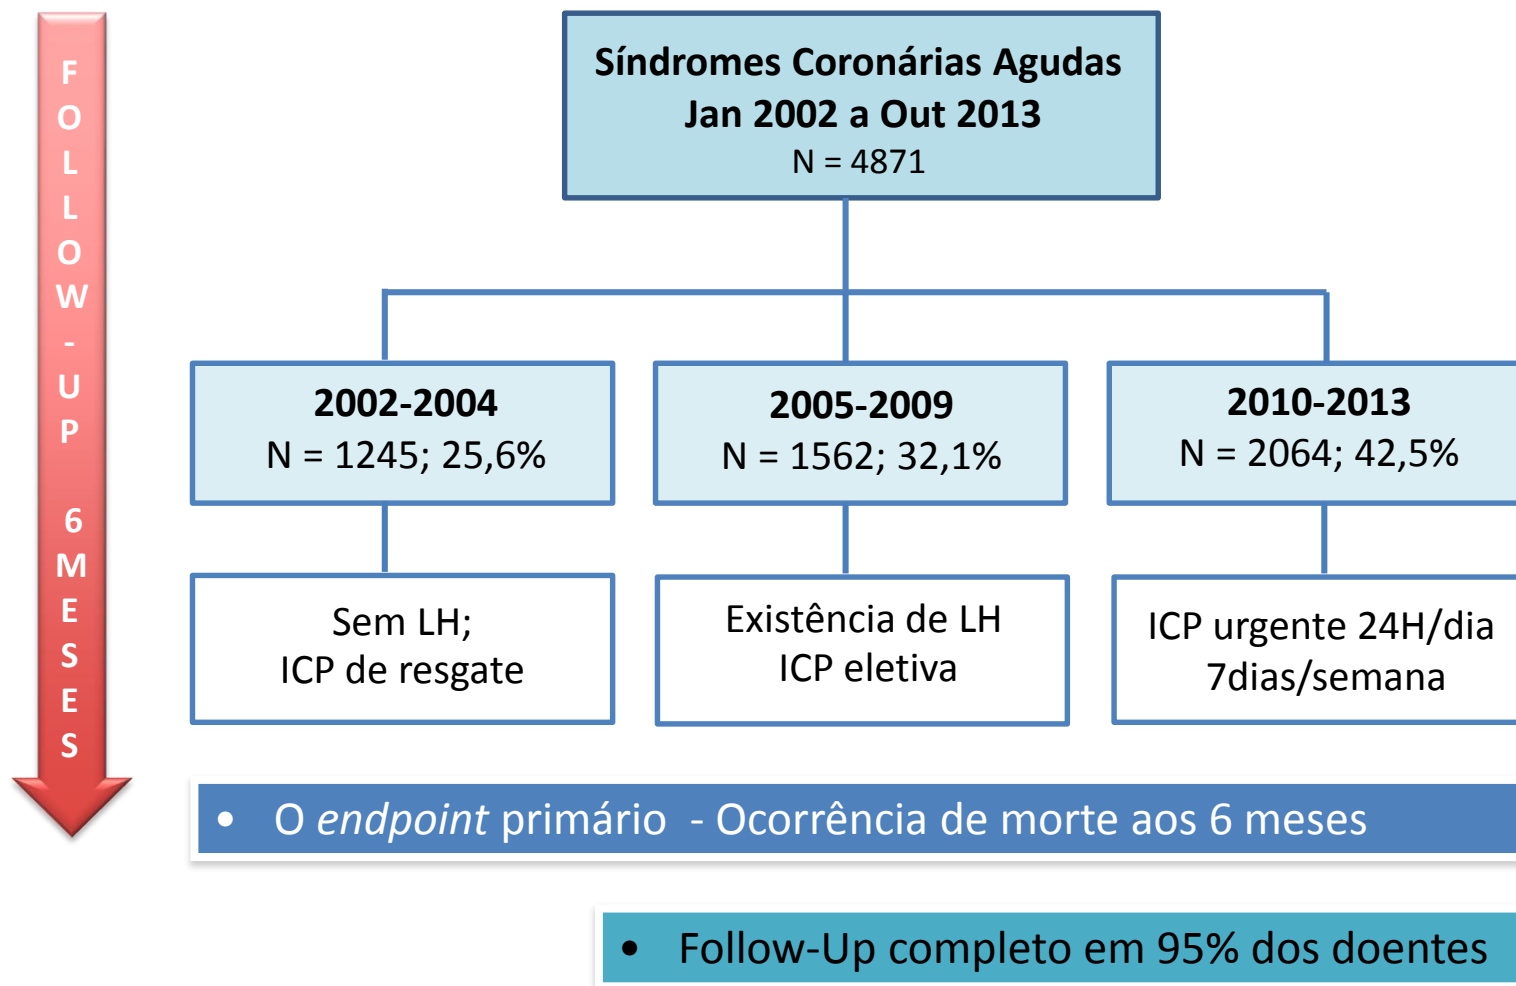 FOLLOW-UP 6MESES
Síndromes Coronárias Agudas
Jan 2002 a Out 2013
N = 4871
2002-2004
N = 1245; 25,6%
2005-2009
N = 1562; 32,1%
2010-2013
N = 2064; 42,5%
Sem LH;
ICP de resgate
Existência de LH
ICP eletiva
ICP urgente 24H/dia
7dias/semana
• O endpoint primário - Ocorrência de morte aos 6 meses
• Follow-Up completo em 95% dos doentes